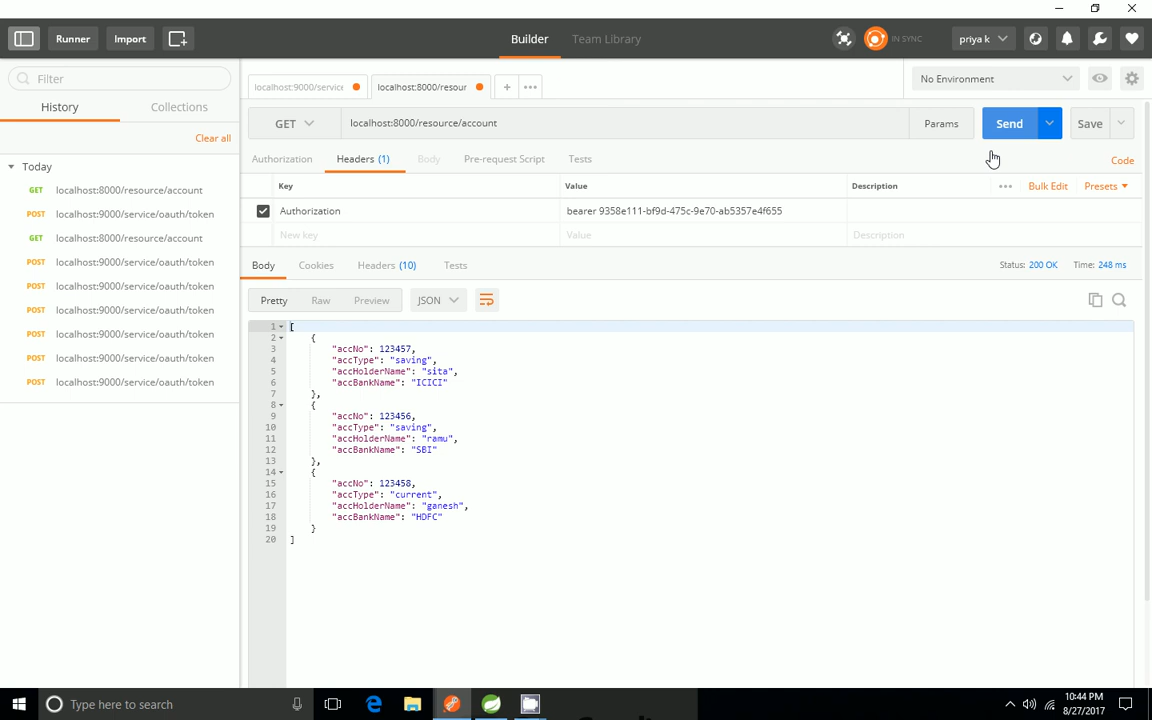 Runner
Import
Builder
Team Library
IN SYNC
priya k
Filter
History
Collections
Clear all
Today
GET localhost:8000/resource/account
POST localhost:9000/service/oauth/token
GET localhost:8000/resource/account
POST localhost:9000/service/oauth/token
POST localhost:9000/service/oauth/token
POST localhost:9000/service/oauth/token
POST localhost:9000/service/oauth/token
POST localhost:9000/service/oauth/token
POST localhost:9000/service/oauth/token
localhost:9000/service
localhost:8000/resour
+
•••
No Environment
GET
localhost:8000/resource/account
Params
Send
Save
Authorization
Headers (1)
Body
Pre-request Script
Tests
Code
Key Value Description
••• Bulk Edit Presets
Authorization bearer 9358e111-bf9d-475c-9e70-ab5357e4f655
New key Value Description
Body Cookies Headers (10) Tests
Status: 200 OK Time: 248 ms
Pretty Raw Preview JSON
1 [
2 {
3 "accNo": 123457,
4 "accType": "saving",
5 "accHolderName": "sita",
6 "accBankName": "ICICI"
7 },
8 {
9 "accNo": 123456,
10 "accType": "saving",
11 "accHolderName": "ramu",
12 "accBankName": "SBI"
13 },
14 {
15 "accNo": 123458,
16 "accType": "current",
17 "accHolderName": "ganesh",
18 "accBankName": "HDFC"
19 }
20 ]
Type here to search
10:44 PM
8/27/2017